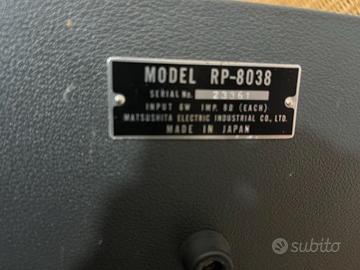 MODEL RP-8038
SERIAL No. 23361
INPUT 6W IMP. 8Ω (EACH)
MATSUSHITA ELECTRIC INDUSTRIAL CO., LTD.
MADE IN JAPAN
subito